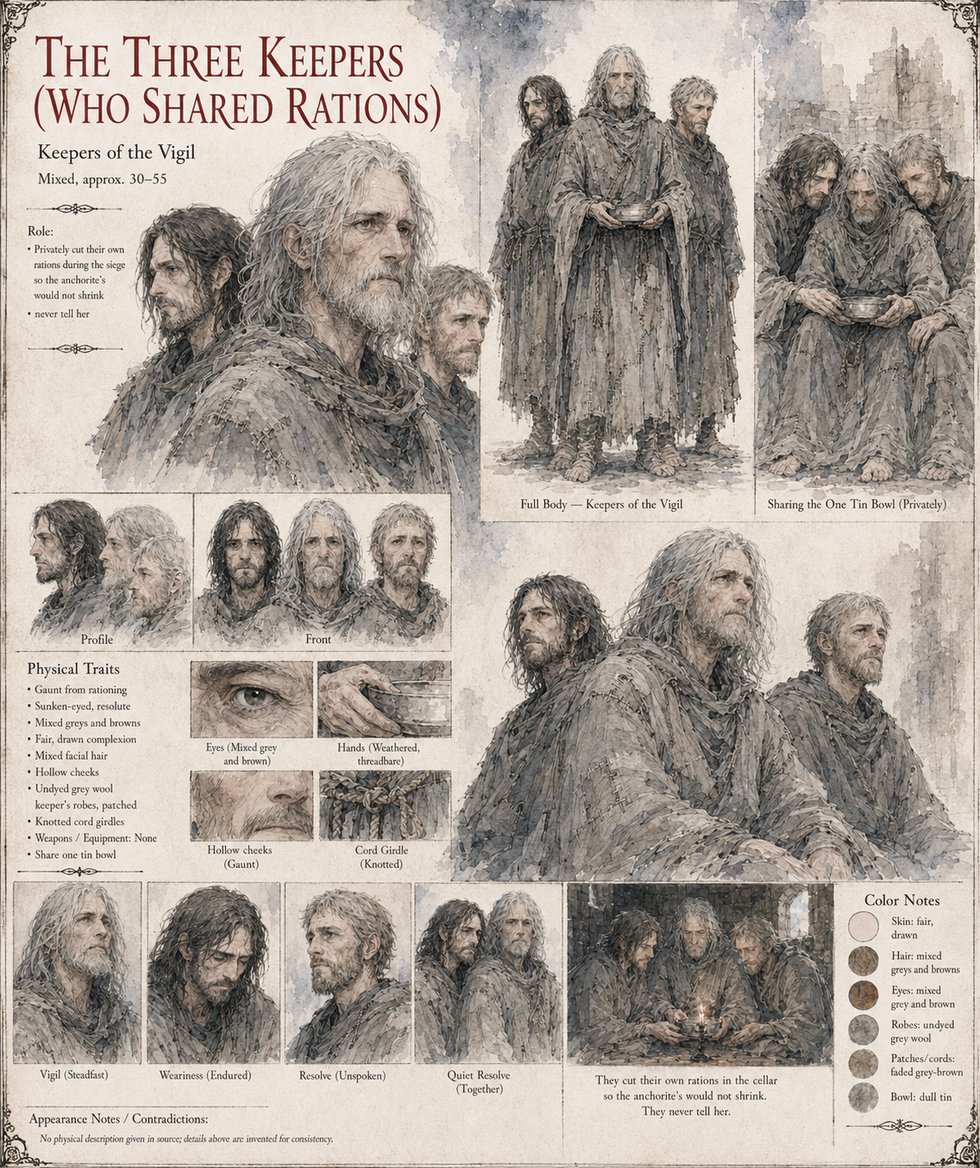 THE THREE KEEPERS
(WHO SHARED RATIONS)
Keepers of the Vigil
Mixed, approx. 30–55
Role:
• Privately cut their own
rations during the siege
so the anchorite's
would not shrink
• never tell her
Full Body — Keepers of the Vigil
Sharing the One Tin Bowl (Privately)
Profile
Front
Physical Traits
• Gaunt from rationing
• Sunken-eyed, resolute
• Mixed greys and browns
• Fair, drawn complexion
• Mixed facial hair
• Hollow cheeks
• Undyed grey wool
keeper's robes, patched
• Knotted cord girdles
• Weapons / Equipment: None
• Share one tin bowl
Eyes (Mixed grey
and brown)
Hands (Weathered,
threadbare)
Hollow cheeks
(Gaunt)
Cord Girdle
(Knotted)
Vigil (Steadfast)
Weariness (Endured)
Resolve (Unspoken)
Quiet Resolve
(Together)
They cut their own rations in the cellar
so the anchorite's would not shrink.
They never tell her.
Color Notes
Skin: fair,
drawn
Hair: mixed
greys and browns
Eyes: mixed
grey and brown
Robes: undyed
grey wool
Patches/cords:
faded grey-brown
Bowl: dull tin
Appearance Notes / Contradictions:
No physical description given in source; details above are invented for consistency.